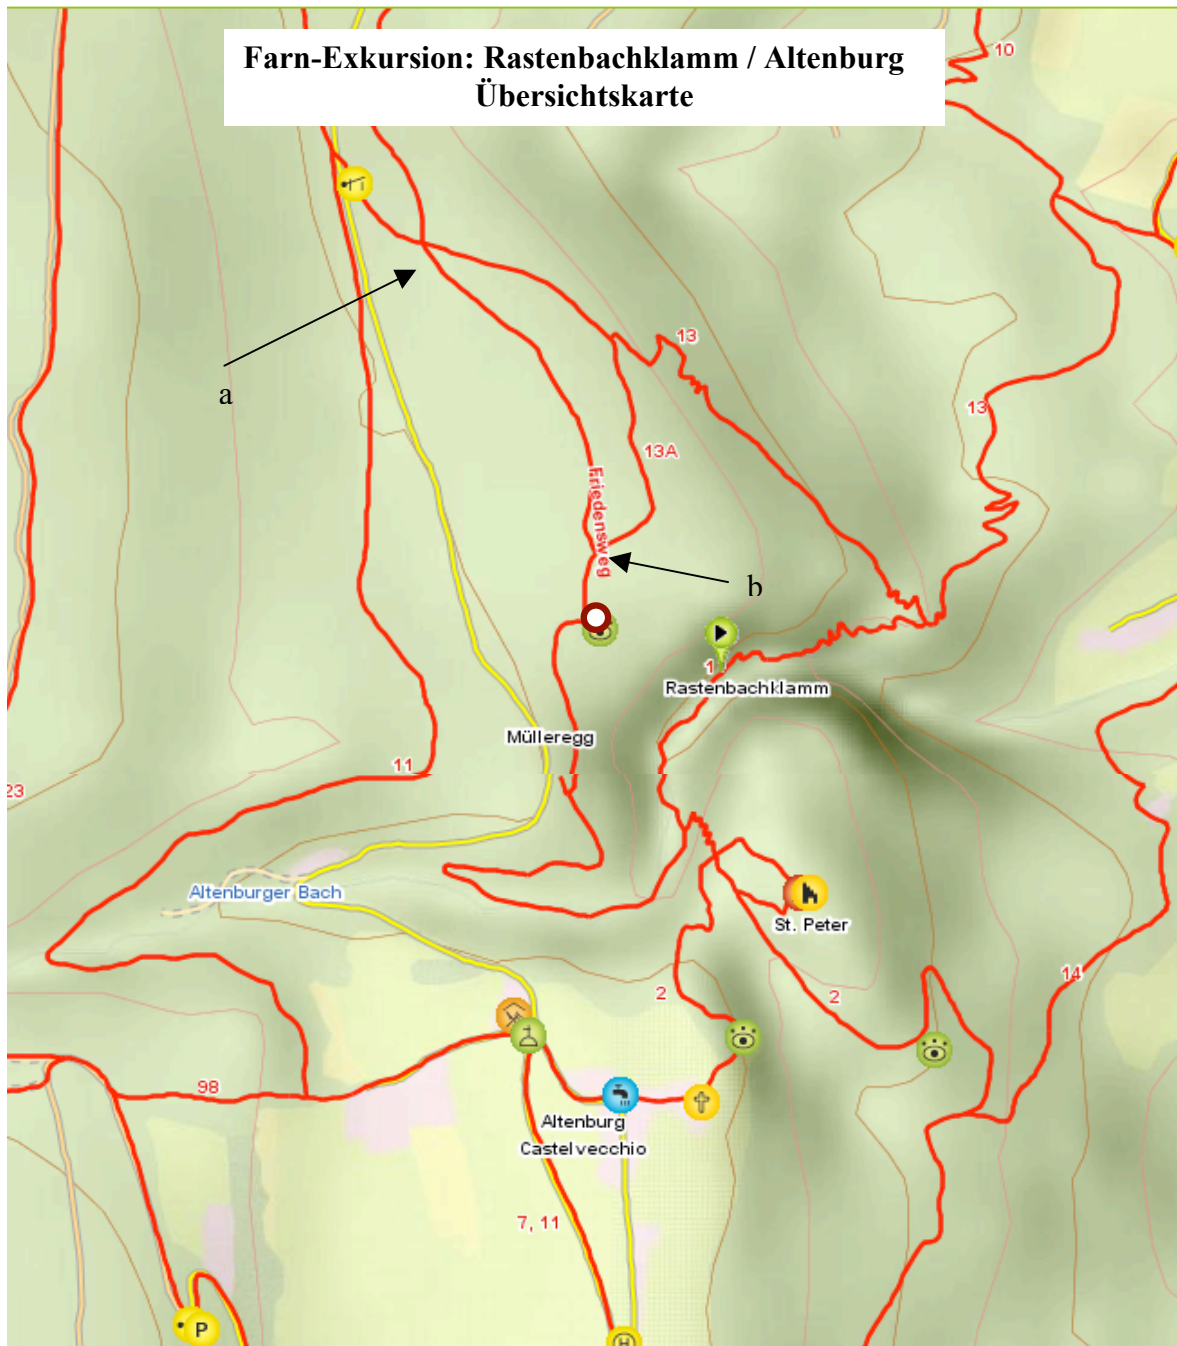 Farn-Exkursion: Rastenbachklamm / Altenburg
Übersichtskarte
10
13
a
13
13A
Friedensweg
b
1
Rastenbachklamm
Mülleregg
11
23
Altenburger Bach
St. Peter
14
2
2
98
Altenburg
Castelvecchio
7, 11
P
H